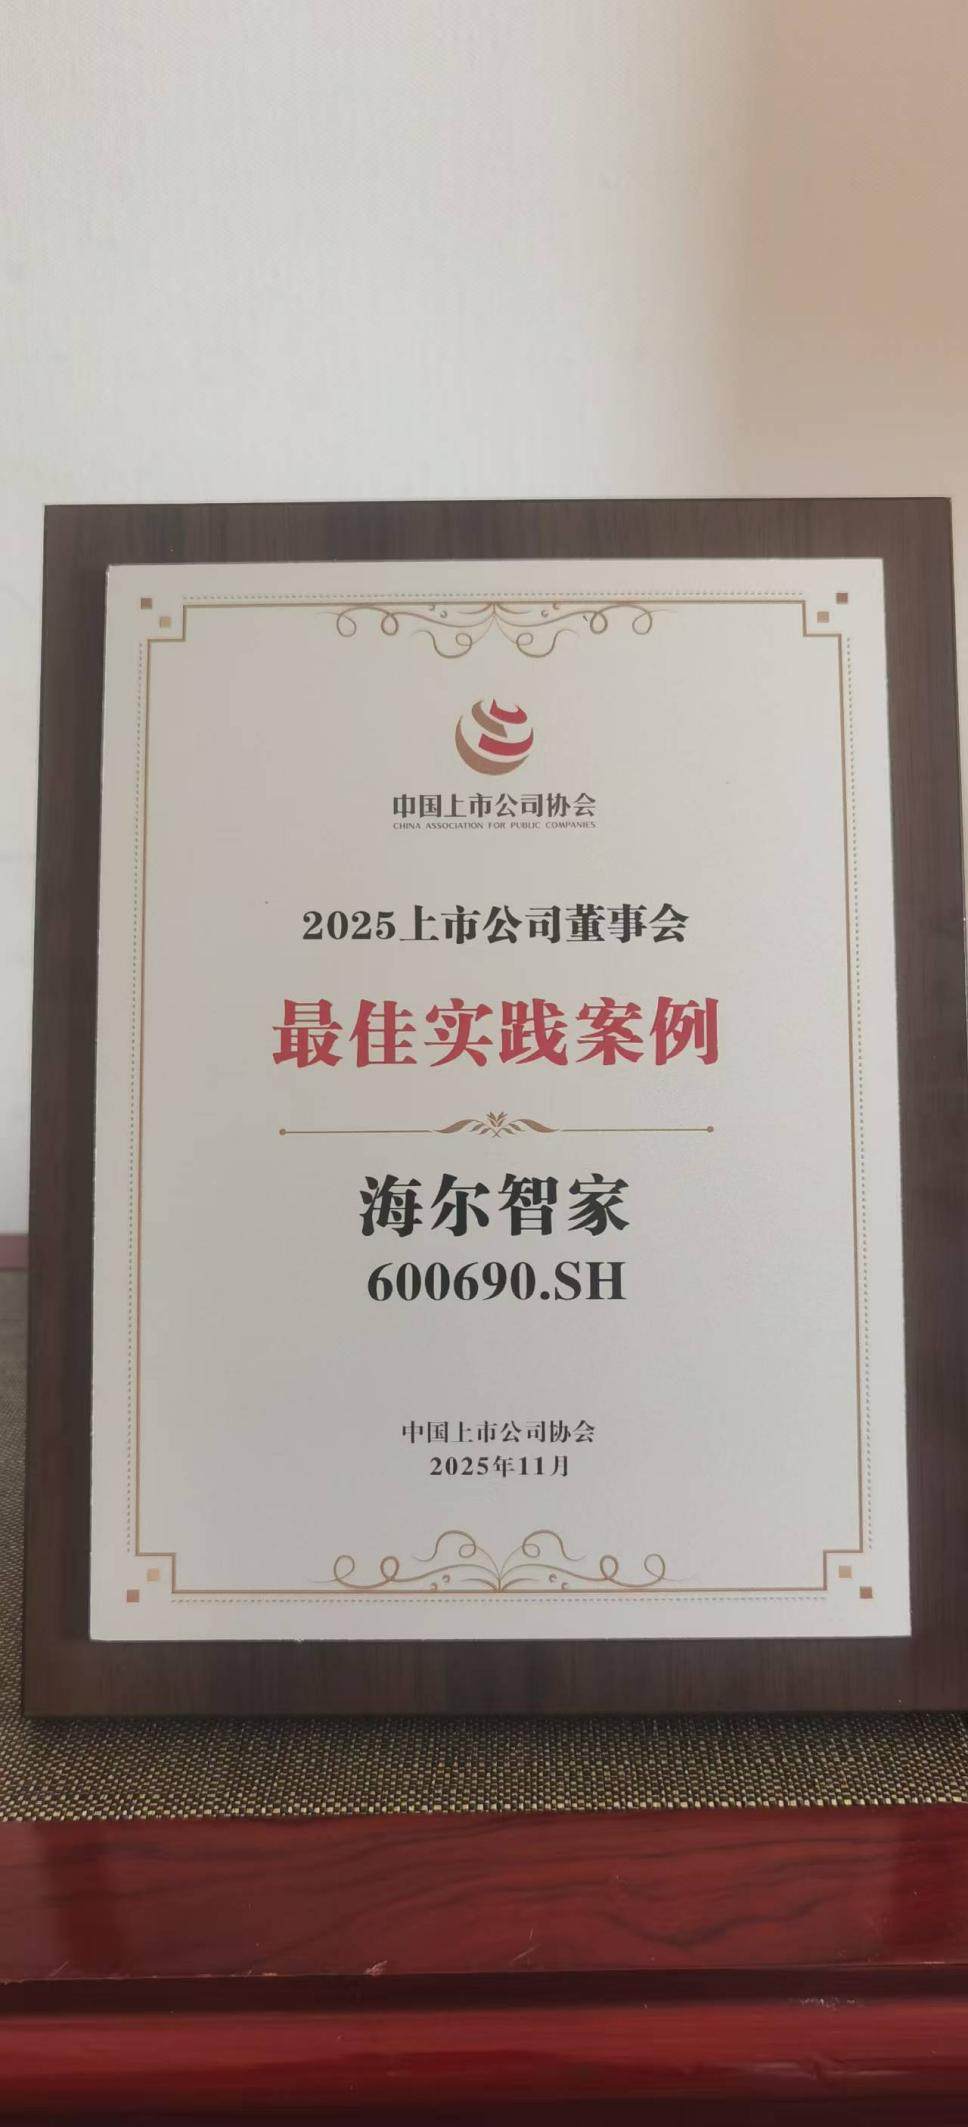 中国上市公司协会
CHINA ASSOCIATION FOR PUBLIC COMPANIES
2025上市公司董事会
最佳实践案例
海尔智家
600690.SH
中国上市公司协会
2025年11月